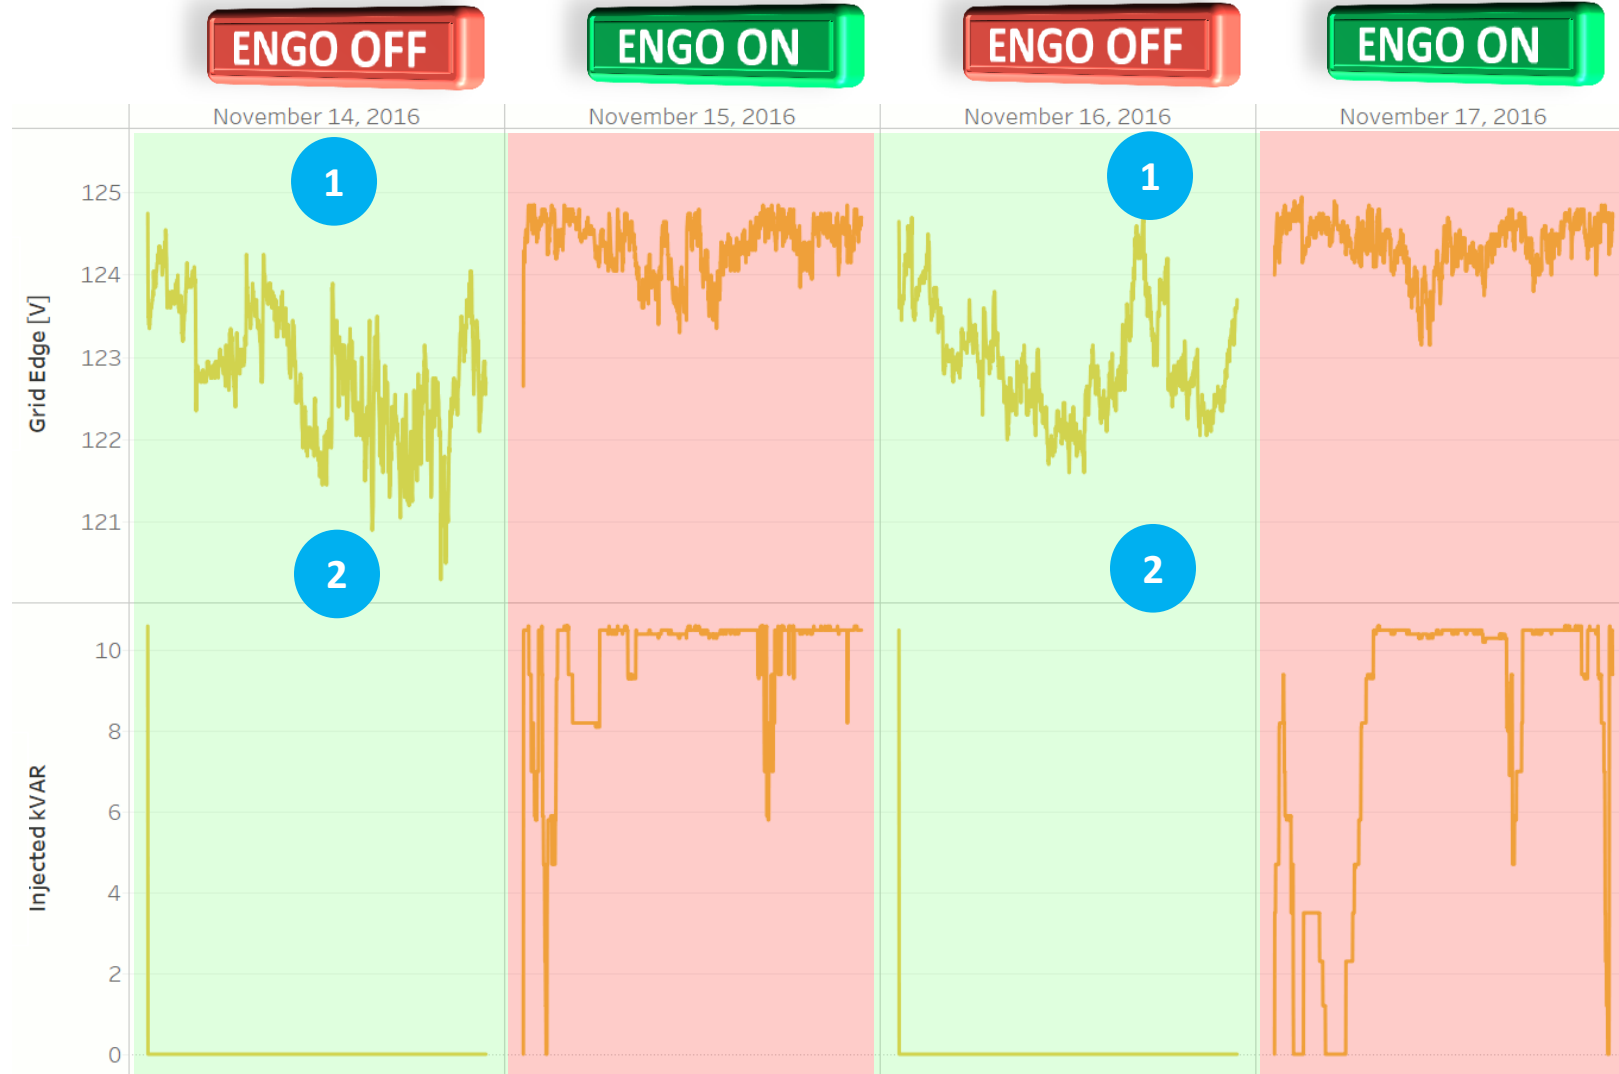 ENGO OFF
ENGO ON
ENGO OFF
ENGO ON
November 14, 2016
November 15, 2016
November 16, 2016
November 17, 2016
1
1
Grid Edge [V]
125
124
123
122
121
2
2
Injected kVAR
10
8
6
4
2
0